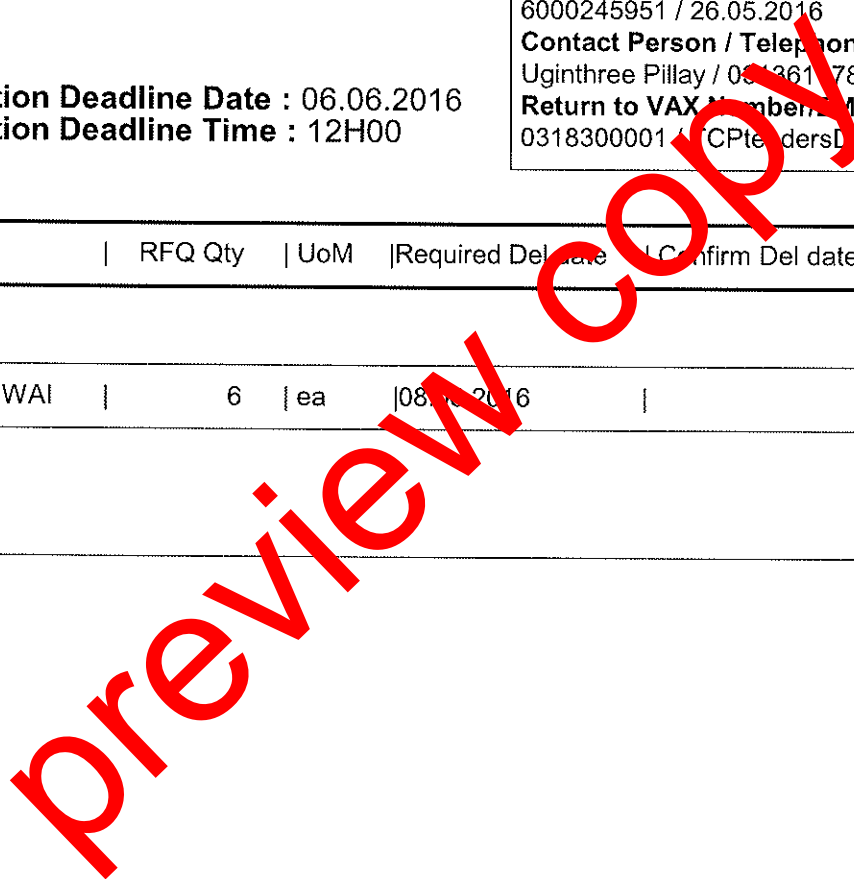 6000245951 / 26.05.2016
Contact Person /
Uginthree Pillay /
tion Deadline Date : 06.06.2016
Return to VAX
tion Deadline Time : 12H00
0318300001 /
| RFQ Qty | UoM |Required Del date | Confirm Del date
WAI | 6 | ea | |
preview copy